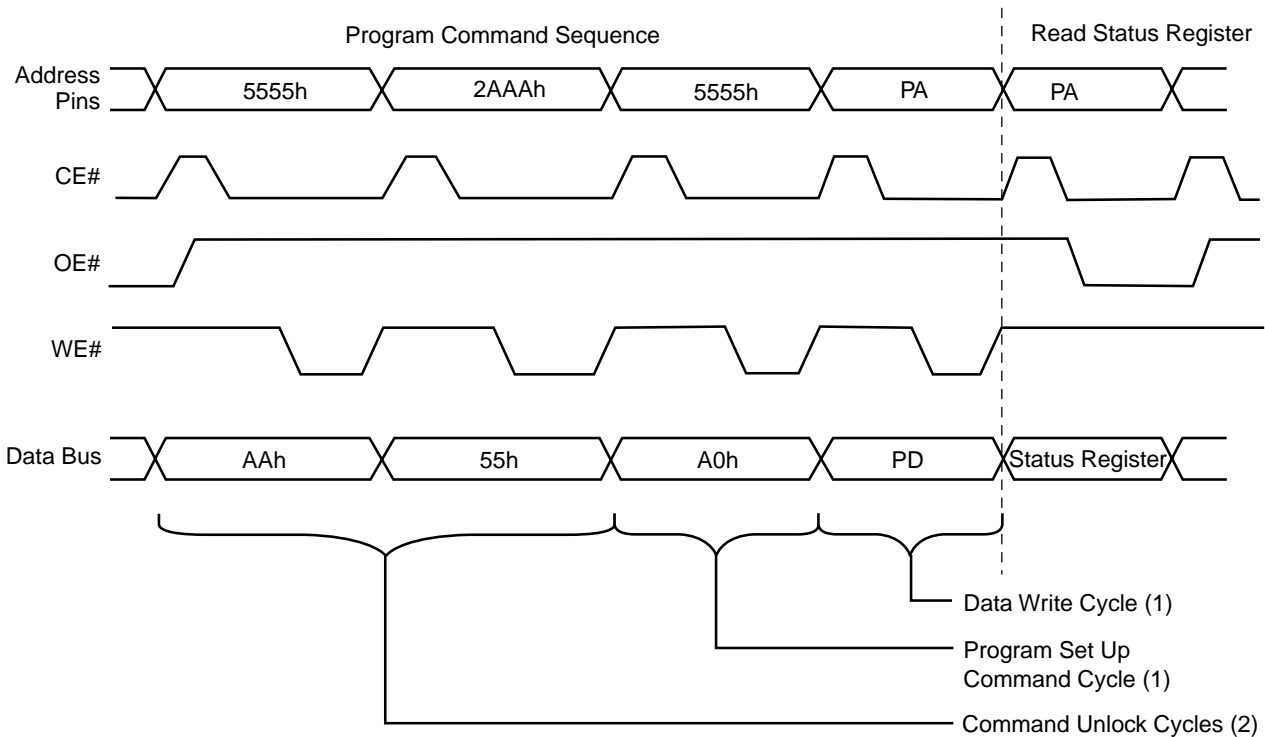 Program Command Sequence
Read Status Register
Address
Pins
5555h
2AAAh
5555h
PA
PA
CE#
OE#
WE#
Data Bus
AAh
55h
A0h
PD
Status Register
Data Write Cycle (1)
Program Set Up
Command Cycle (1)
Command Unlock Cycles (2)